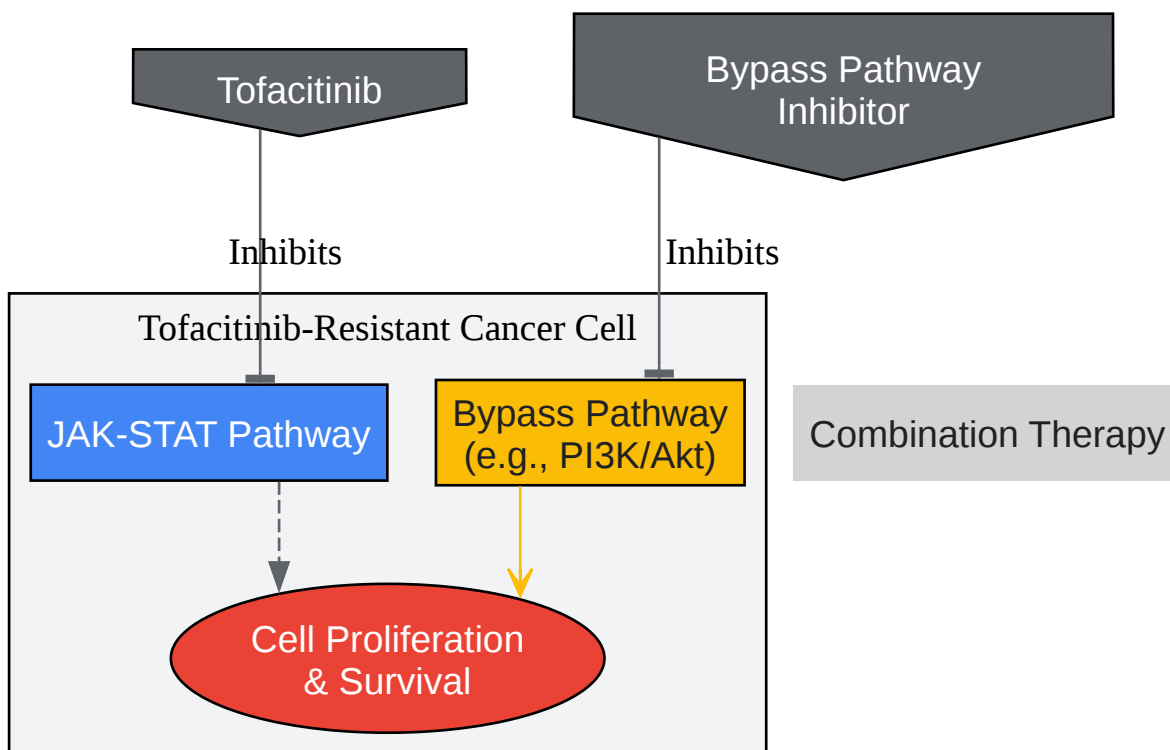 Tofacitinib
Bypass Pathway
Inhibitor
Inhibits
Inhibits
Tofacitinib-Resistant Cancer Cell
JAK-STAT Pathway
Bypass Pathway
(e.g., PI3K/Akt)
Combination Therapy
Cell Proliferation
& Survival